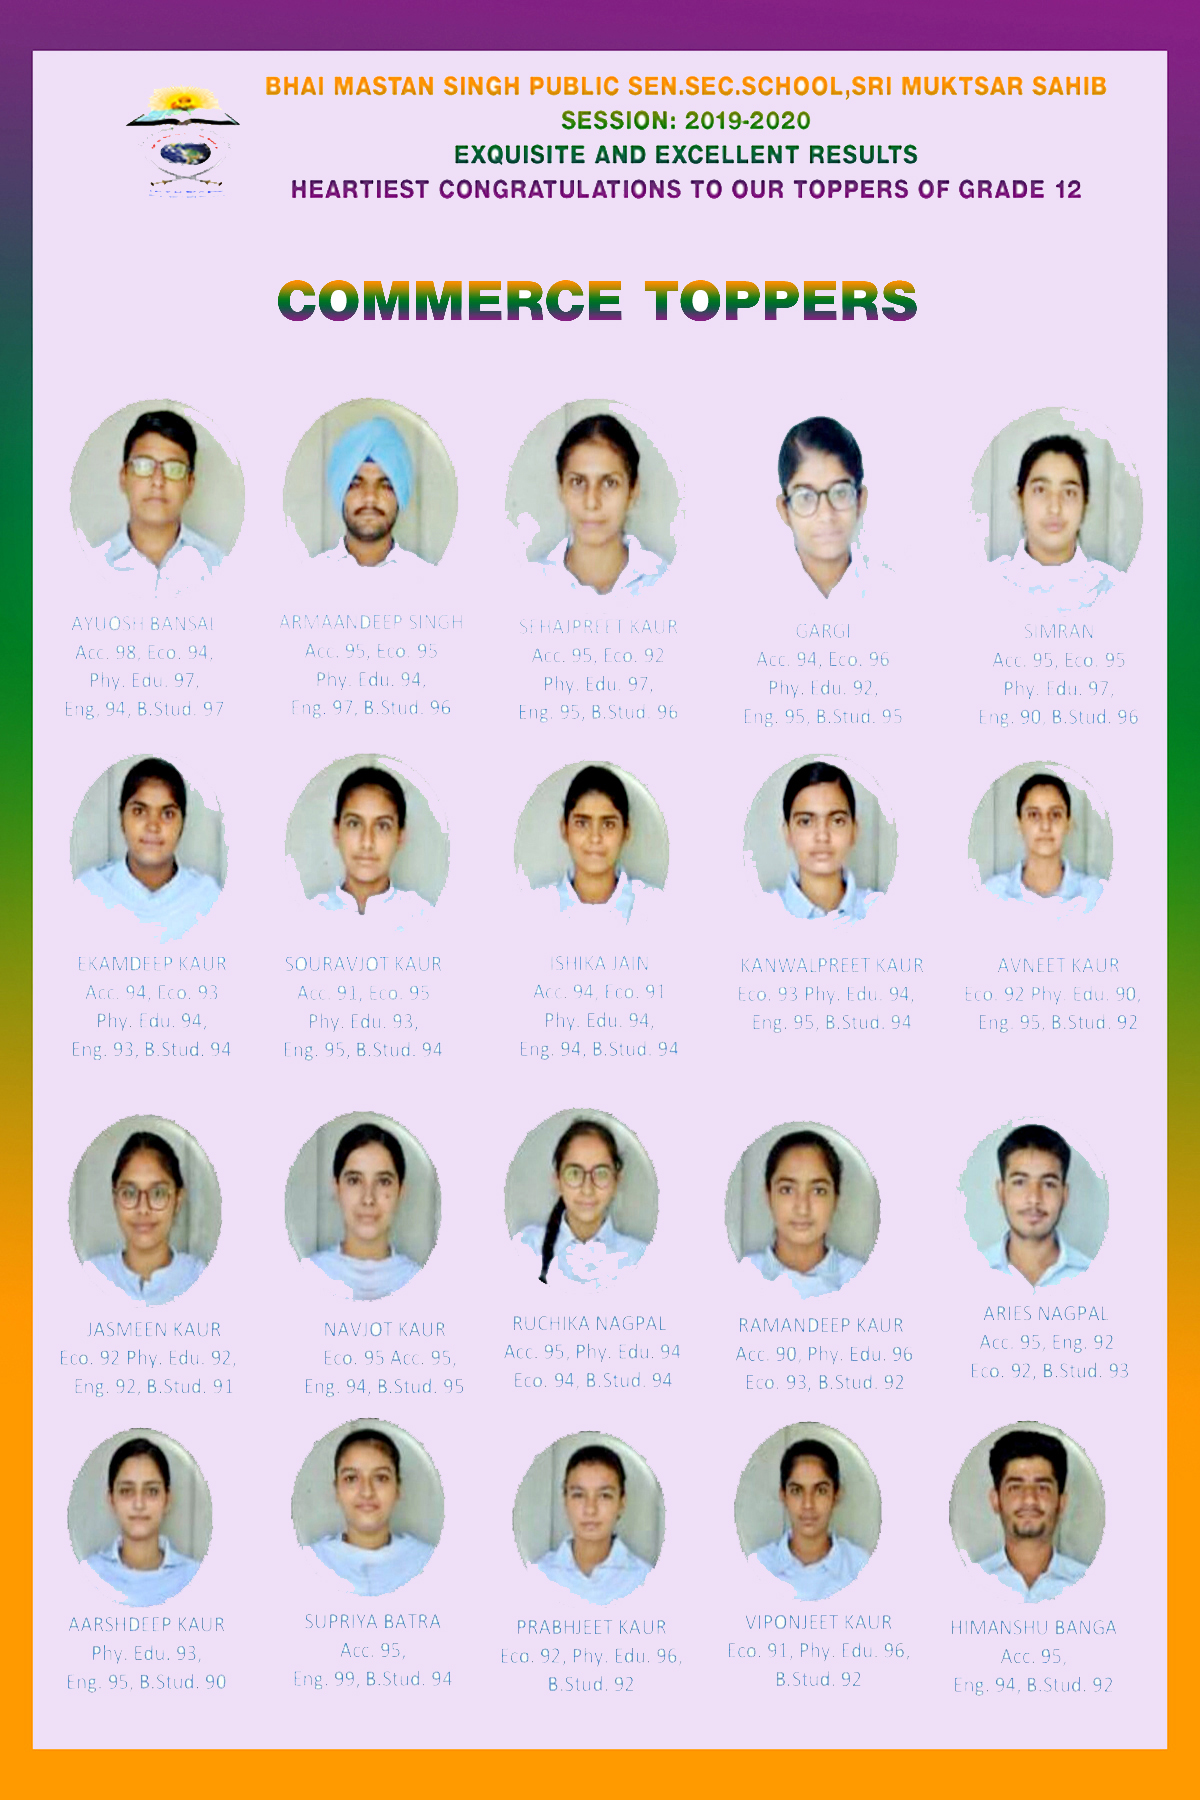 BHAI MASTAN SINGH PUBLIC SEN.SEC.SCHOOL,SRI MUKTSAR SAHIB
SESSION: 2019-2020
EXQUISITE AND EXCELLENT RESULTS
HEARTIEST CONGRATULATIONS TO OUR TOPPERS OF GRADE 12
COMMERCE TOPPERS
AYUOSH BANSAL
Acc. 98, Eco. 94,
Phy. Edu. 97,
Eng. 94, B.Stud. 97
ARMAANDEEP SINGH
Acc. 95, Eco. 95
Phy. Edu. 94,
Eng. 97, B.Stud. 96
SEHAJPREET KAUR
Acc. 95, Eco. 92
Phy. Edu. 97,
Eng. 95, B.Stud. 96
GARGI
Acc. 94, Eco. 96
Phy. Edu. 92,
Eng. 95, B.Stud. 95
SIMRAN
Acc. 95, Eco. 95
Phy. Edu. 97,
Eng. 90, B.Stud. 96
EKAMDEEP KAUR
Acc. 94, Eco. 93
Phy. Edu. 94,
Eng. 93, B.Stud. 94
SOURAVJOT KAUR
Acc. 91, Eco. 95
Phy. Edu. 93,
Eng. 95, B.Stud. 94
ISHIKA JAIN
Acc. 94, Eco. 91
Phy. Edu. 94,
Eng. 94, B.Stud. 94
KANWALPREET KAUR
Eco. 93 Phy. Edu. 94,
Eng. 95, B.Stud. 94
AVNEET KAUR
Eco. 92 Phy. Edu. 90,
Eng. 95, B.Stud. 92
JASMEEN KAUR
Eco. 92 Phy. Edu. 92,
Eng. 92, B.Stud. 91
NAVJOT KAUR
Eco. 95 Acc. 95,
Eng. 94, B.Stud. 95
RUCHIKA NAGPAL
Acc. 95, Phy. Edu. 94
Eco. 94, B.Stud. 94
RAMANDEEP KAUR
Acc. 90, Phy. Edu. 96
Eco. 93, B.Stud. 92
ARIES NAGPAL
Acc. 95, Eng. 92
Eco. 92, B.Stud. 93
AARSHDEEP KAUR
Phy. Edu. 93,
Eng. 95, B.Stud. 90
SUPRIYA BATRA
Acc. 95,
Eng. 99, B.Stud. 94
PRABHJEET KAUR
Eco. 92, Phy. Edu. 96,
B.Stud. 92
VIPONJEET KAUR
Eco. 91, Phy. Edu. 96,
B.Stud. 92
HIMANSHU BANGA
Acc. 95,
Eng. 94, B.Stud. 92